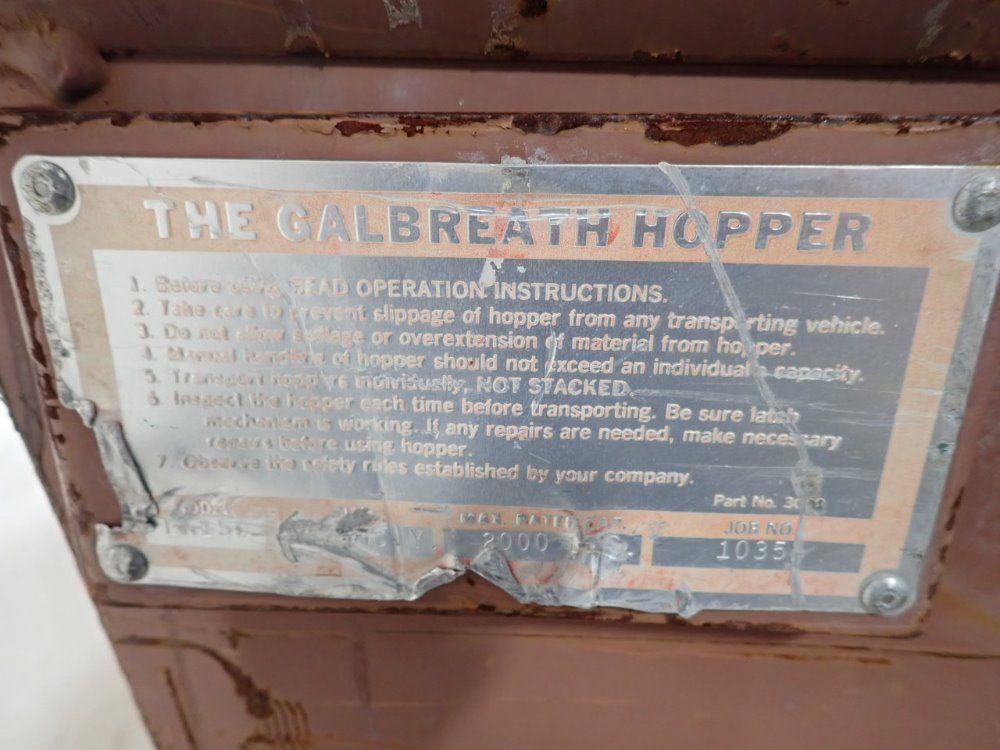 THE GALBREATH HOPPER
1. Before using READ OPERATION INSTRUCTIONS.
2. Take care to prevent slippage of hopper from any transporting vehicle.
3. Do not allow spillage or overextension of material from hopper.
4. Manual handling of hopper should not exceed an individual's capacity.
5. Transport hoppers individually, NOT STACKED.
6. Inspect the hopper each time before transporting. Be sure latch
mechanism is working. If any repairs are needed, make necessary
repairs before using hopper.
7. Observe the safety rules established by your company.
Part No.
MODEL MAX. RATED CAP. JOB NO
2000 1035